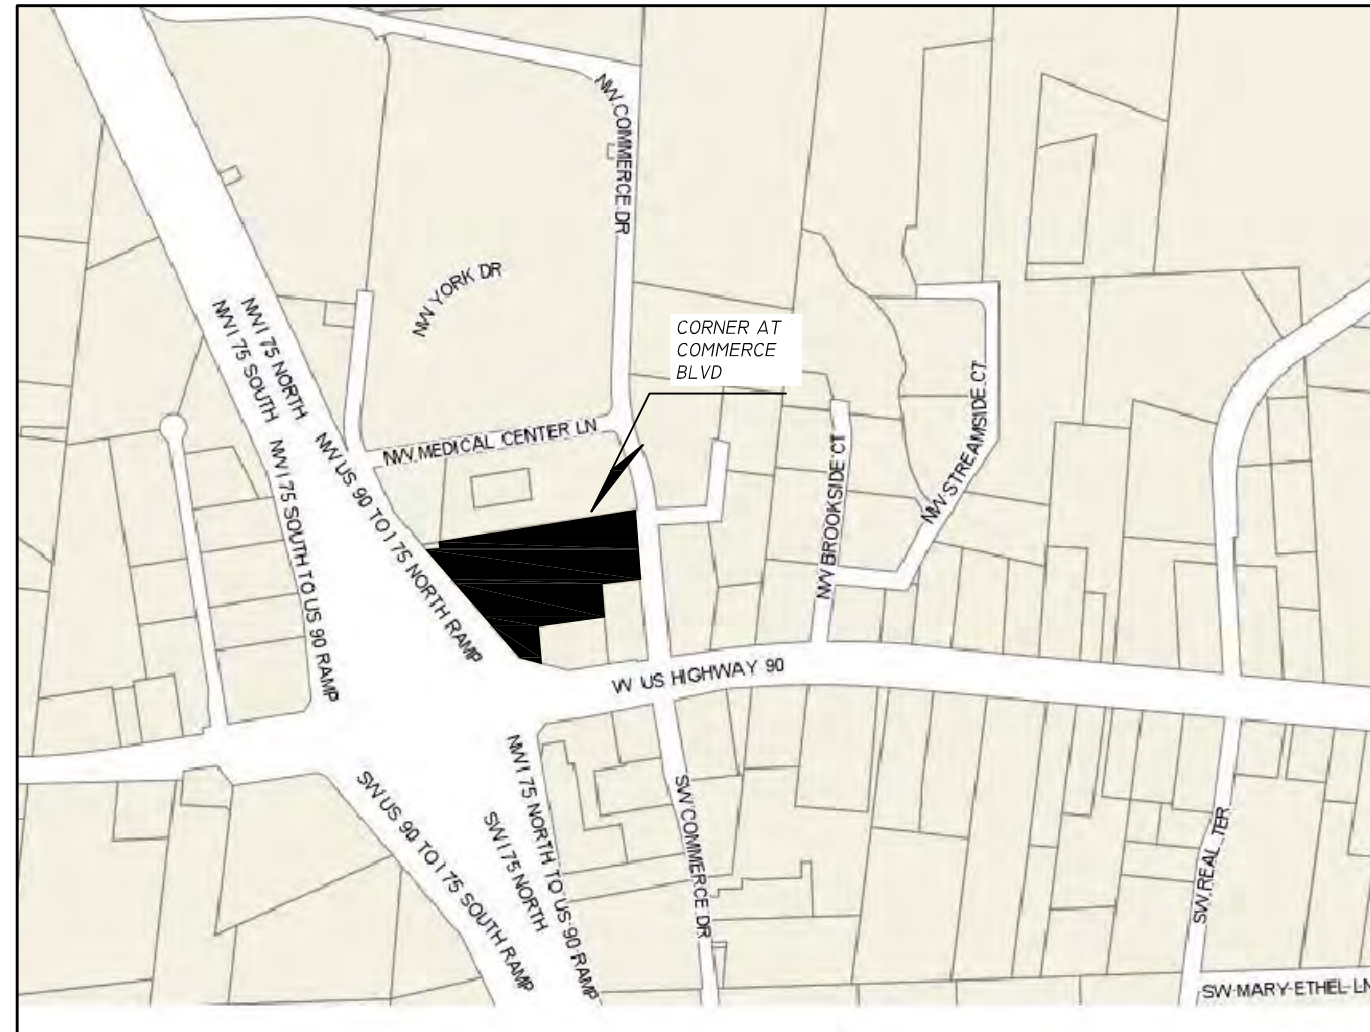 NW COMMERCE DR
NW YORK DR
CORNER AT
COMMERCE
BLVD
NW I 75 NORTH
NW I 75 SOUTH
NW MEDICAL CENTER LN
NW US 90 TO I 75 NORTH RAMP
NW I 75 SOUTH TO US 90 RAMP
NW BROOKSIDE CT
NW STREAMSIDE CT
W US HIGHWAY 90
NW I 75 NORTH TO US 90 RAMP
SW I 75 NORTH
SW US 90 TO I 75 SOUTH RAMP
SW COMMERCE DR
SW REAL TER
SW MARY ETHEL LN